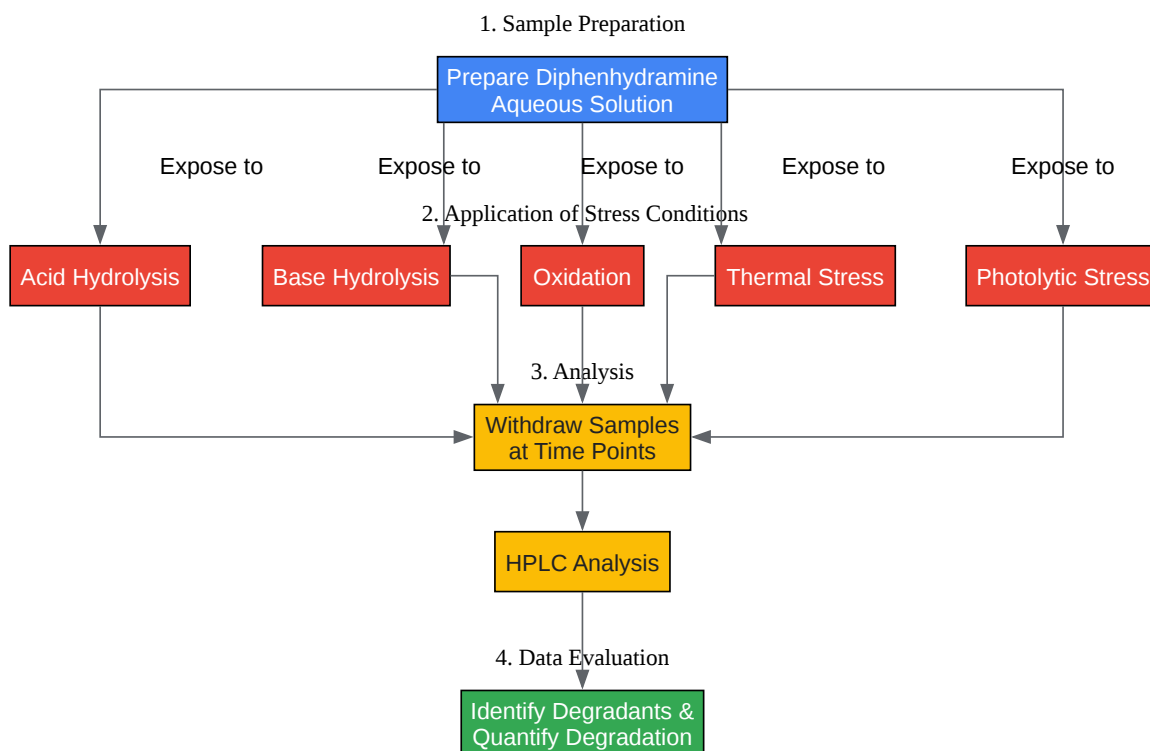 1. Sample Preparation
Prepare Diphenhydramine
Aqueous Solution
Expose to
Expose to
Expose to
Expose to
Expose to
2. Application of Stress Conditions
Acid Hydrolysis
Base Hydrolysis
Oxidation
Thermal Stress
Photolytic Stress
3. Analysis
Withdraw Samples
at Time Points
HPLC Analysis
4. Data Evaluation
Identify Degradants &
Quantify Degradation